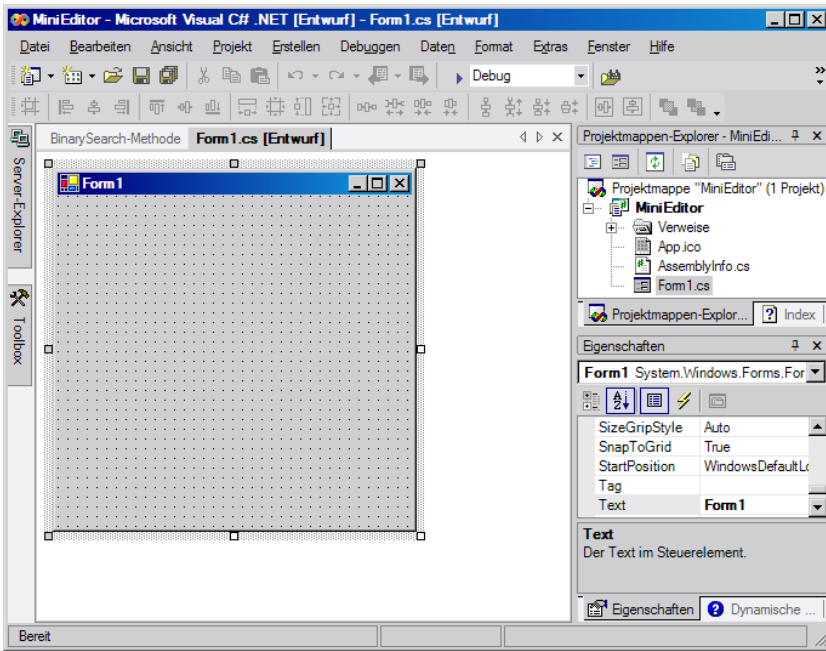 MiniEditor - Microsoft Visual C# .NET [Entwurf] - Form1.cs [Entwurf]
Datei Bearbeiten Ansicht Projekt Erstellen Debuggen Daten Format Extras Fenster Hilfe
Debug
BinarySearch-Methode Form1.cs [Entwurf]
Server-Explorer
Toolbox
Form1
Projektmappen-Explorer - MiniEdi...
Projektmappe "MiniEditor" (1 Projekt)
MiniEditor
Verweise
App.ico
AssemblyInfo.cs
Form1.cs
Projektmappen-Explor... Index
Eigenschaften
Form1 System.Windows.Forms.For
SizeGripStyle Auto
SnapToGrid True
StartPosition WindowsDefaultLo
Tag
Text Form1
Text
Der Text im Steuerelement.
Eigenschaften Dynamische ...
Bereit